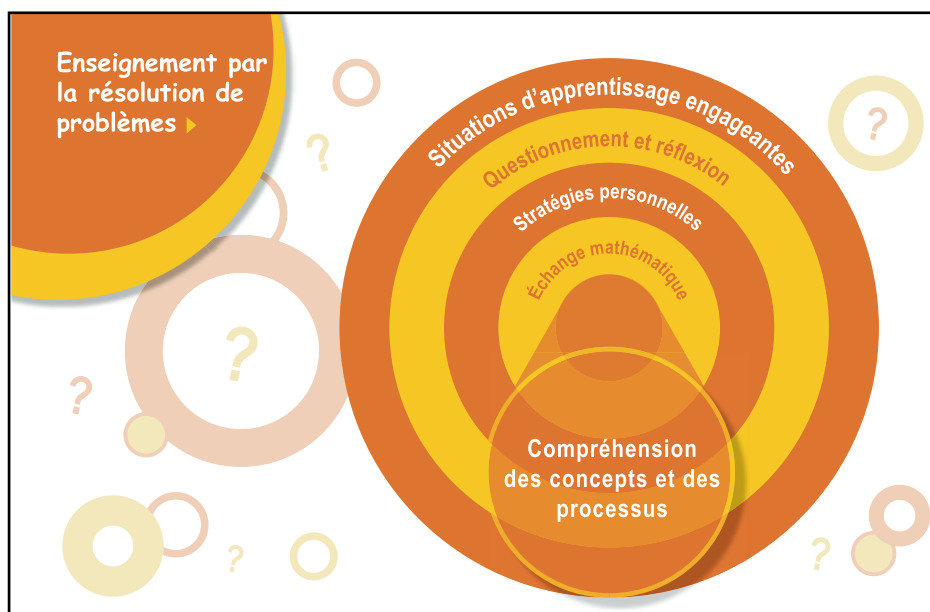 Enseignement par
la résolution de
problèmes
?
?
Situations d'apprentissage engageantes
Questionnement et réflexion
Stratégies personnelles
Échange mathématique
?
?
Compréhension
des concepts et des
processus
?
?